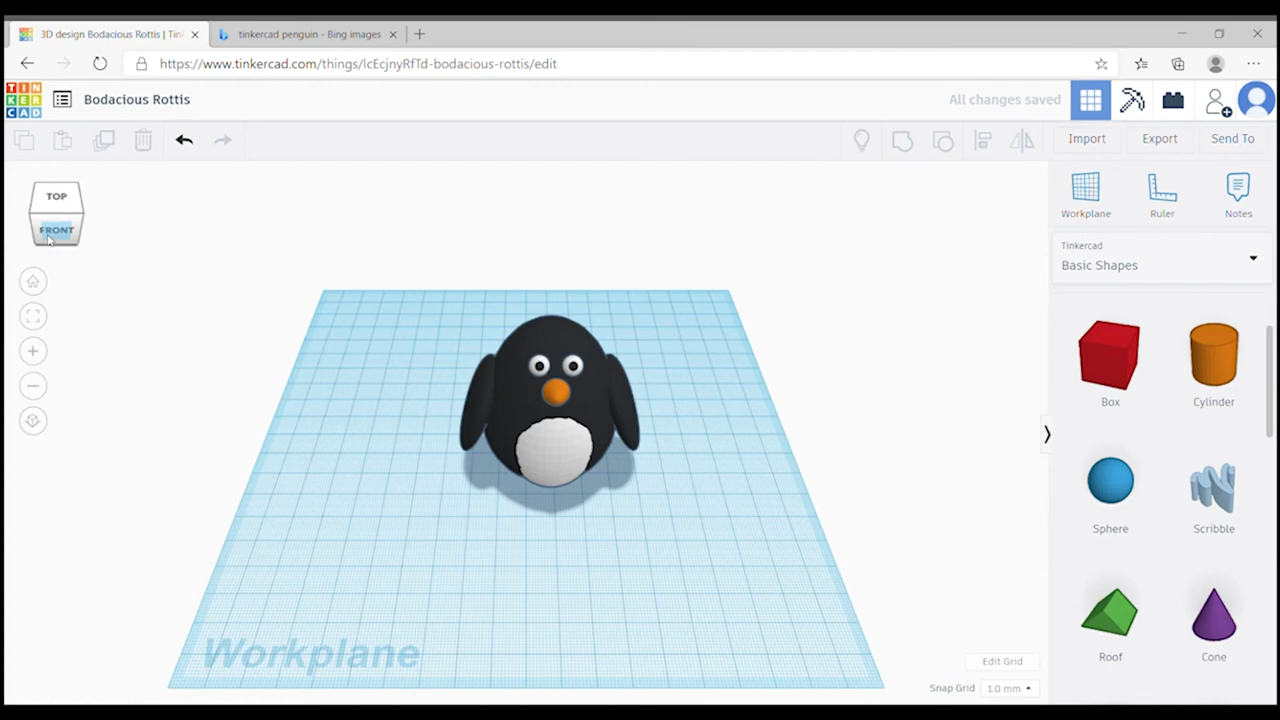 3D design Bodacious Rottis | Tin
tinkercad penguin - Bing images
https://www.tinkercad.com/things/lcEcjnyRfTd-bodacious-rottis/edit
TIN
KER
CAD
Bodacious Rottis
All changes saved
Import
Export
Send To
TOP
FRONT
Workplane
Ruler
Notes
Tinkercad
Basic Shapes
Box
Cylinder
Sphere
Scribble
Roof
Cone
Workplane
Edit Grid
Snap Grid
1.0 mm